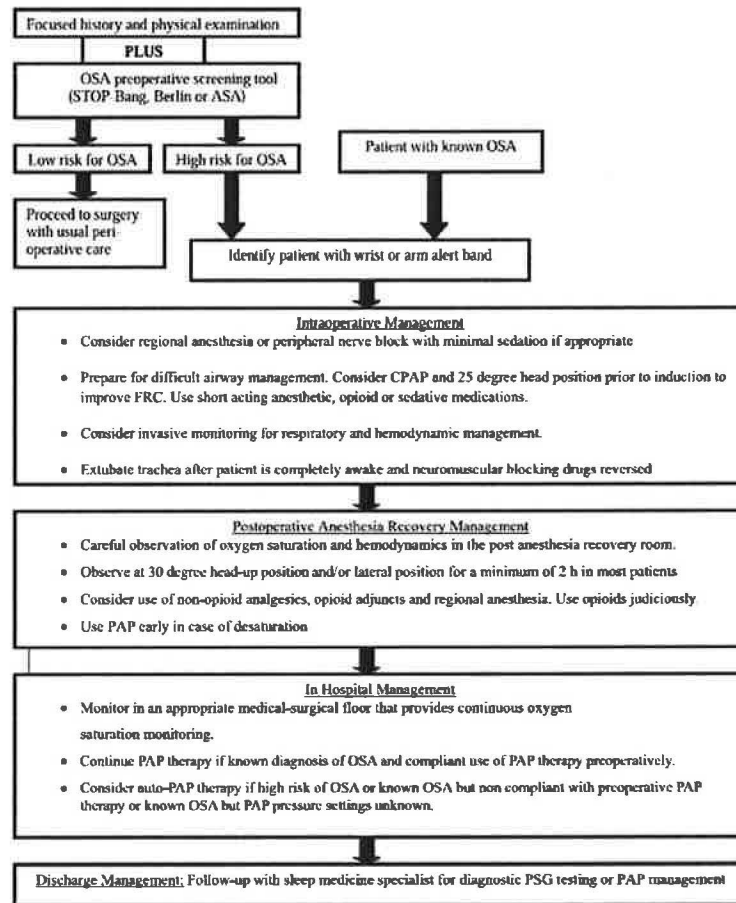 Focused history and physical examination
PLUS
OSA preoperative screening tool
(STOP-Bang, Berlin or ASA)
Low risk for OSA
High risk for OSA
Patient with known OSA
Proceed to surgery
with usual peri-
operative care
Identify patient with wrist or arm alert band
Intraoperative Management
• Consider regional anesthesia or peripheral nerve block with minimal sedation if appropriate
• Prepare for difficult airway management. Consider CPAP and 25 degree head position prior to induction to
improve FRC. Use short acting anesthetic, opioid or sedative medications.
• Consider invasive monitoring for respiratory and hemodynamic management.
• Extubate trachea after patient is completely awake and neuromuscular blocking drugs reversed
Postoperative Anesthesia Recovery Management
• Careful observation of oxygen saturation and hemodynamics in the post anesthesia recovery room.
• Observe at 30 degree head-up position and/or lateral position for a minimum of 2 h in most patients
• Consider use of non-opioid analgesics, opioid adjuncts and regional anesthesia. Use opioids judiciously.
• Use PAP early in case of desaturation
In Hospital Management
• Monitor in an appropriate medical-surgical floor that provides continuous oxygen
saturation monitoring.
• Continue PAP therapy if known diagnosis of OSA and compliant use of PAP therapy preoperatively.
• Consider auto-PAP therapy if high risk of OSA or known OSA but non compliant with preoperative PAP
therapy or known OSA but PAP pressure settings unknown.
Discharge Management: Follow-up with sleep medicine specialist for diagnostic PSG testing or PAP management